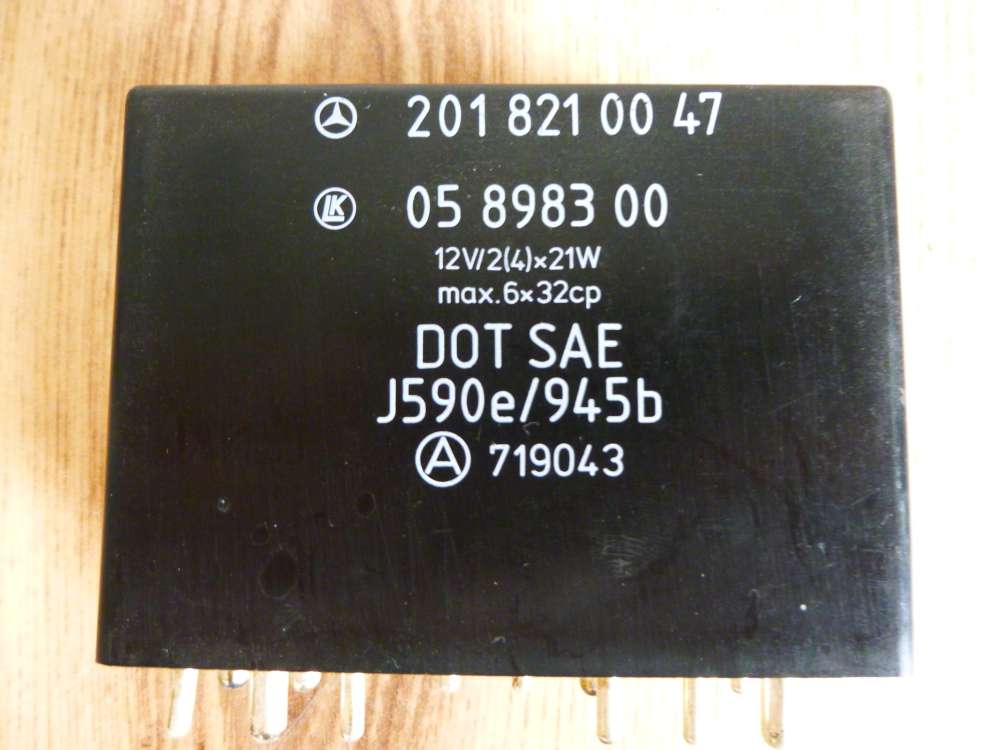 201 821 00 47
LK 05 8983 00
12V/2(4)×21W
max.6×32cp
DOT SAE
J590e/945b
A 719043